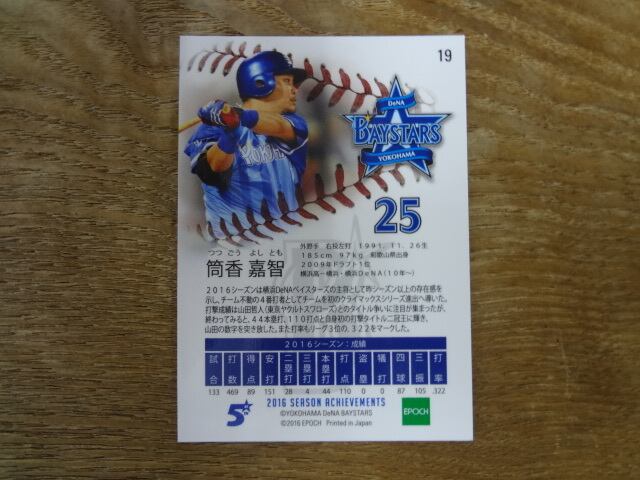 19
DeNA
BAYSTARS
YOKOHAMA
YOKOHAMA
25
つつ ごう よし とも
筒香 嘉智
外野手 右投左打 1991.11.26生
185cm 97kg 和歌山県出身
2009年ドラフト1位
横浜高-横浜・横浜DeNA(10年~)
2016シーズンは横浜DeNAベイスターズの主将として昨シーズン以上の存在感を
示し、チーム不動の4番打者としてチームを初のクライマックスシリーズ進出へ導いた。
打撃成績は山田哲人(東京ヤクルトスワローズ)とのタイトル争いに注目が集まったが、
終わってみると、44本塁打、110打点と自身初の打撃タイトル二冠王に輝き、
山田の数字を突き放した。また打率もリーグ3位の.322をマークした。
2016シーズン:成績
試合 打数 得点 安打 二塁打 三塁打 本塁打 打点 盗塁 犠打 四球 三振 打率
133 469 89 151 28 4 44 110 0 0 87 105 .322
2016 SEASON ACHIEVEMENTS
5
©YOKOHAMA DeNA BAYSTARS
©2016 EPOCH Printed in Japan
EPOCH